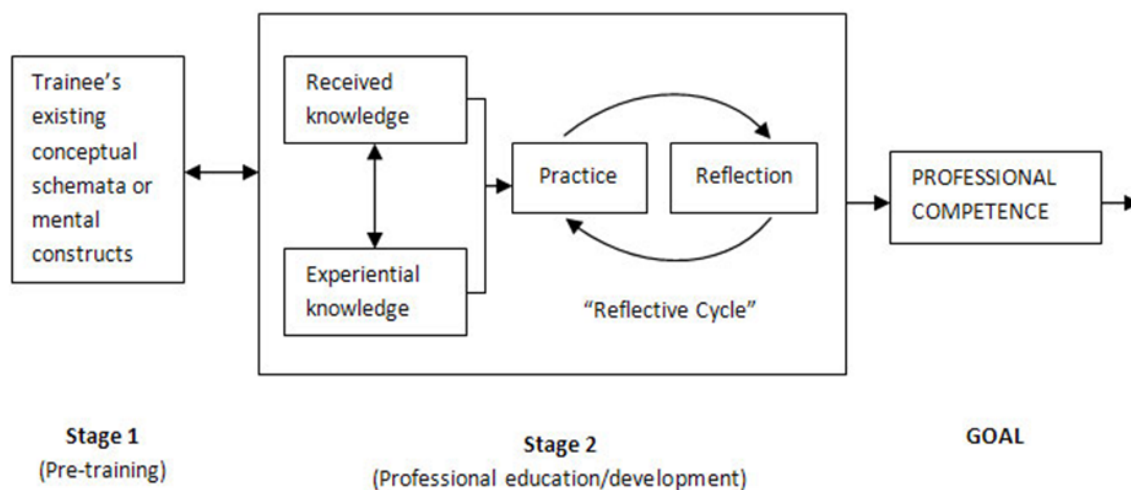 Trainee's
existing
conceptual
schemata or
mental
constructs
Received
knowledge
Experiential
knowledge
Practice
Reflection
“Reflective Cycle”
PROFESSIONAL
COMPETENCE
Stage 1
(Pre-training)
Stage 2
(Professional education/development)
GOAL